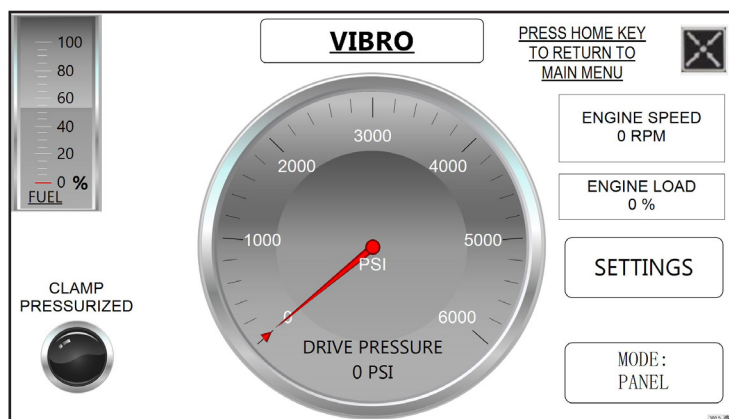 VIBRO
PRESS HOME KEY
TO RETURN TO
MAIN MENU
100
80
60
40
20
0 %
FUEL
3000
2000
4000
1000
5000
0
6000
PSI
DRIVE PRESSURE
0 PSI
ENGINE SPEED
0 RPM
ENGINE LOAD
0 %
SETTINGS
CLAMP
PRESSURIZED
MODE:
PANEL